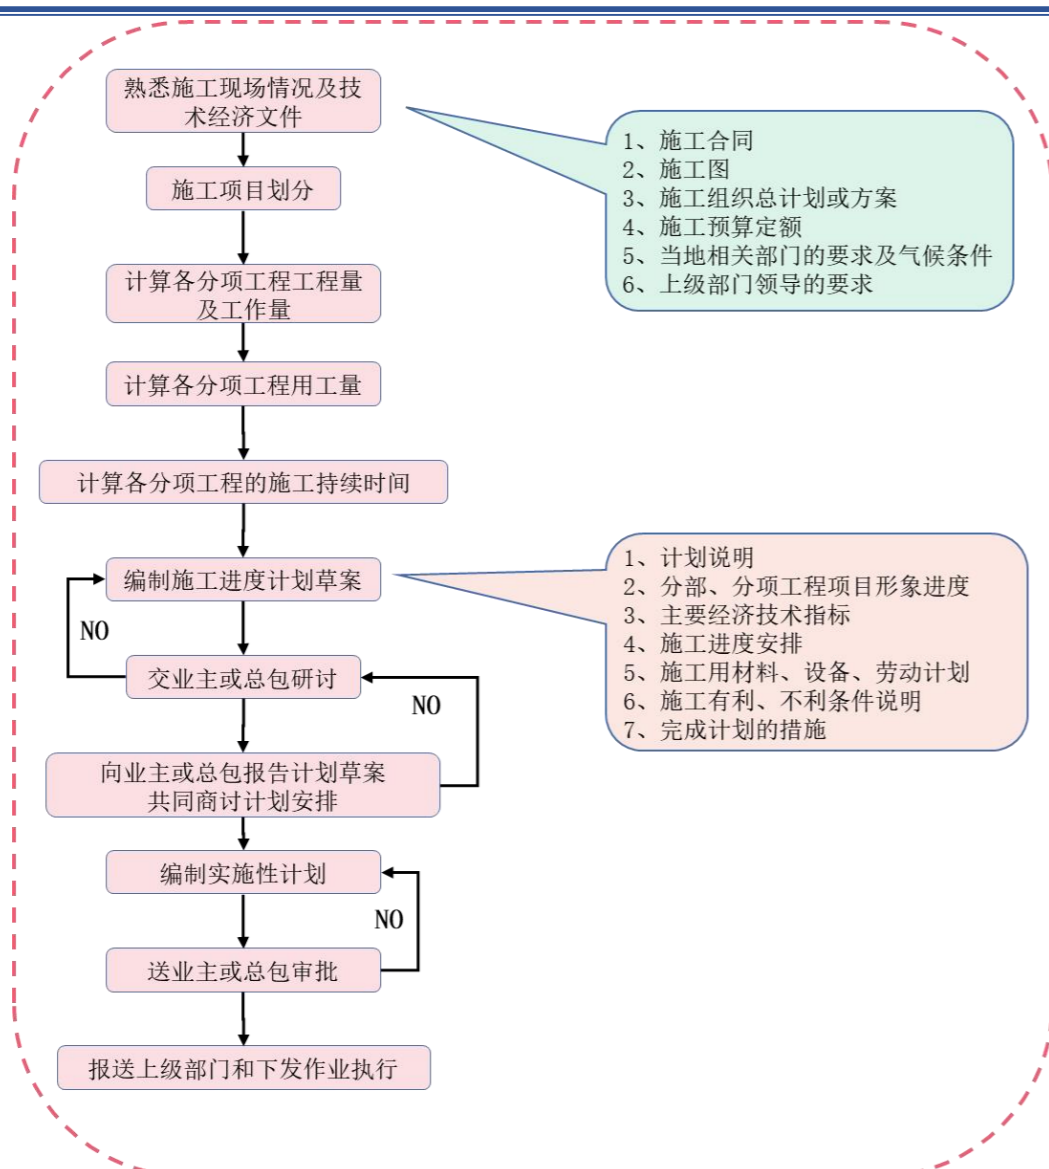 熟悉施工现场情况及技
术经济文件
1、施工合同
2、施工图
3、施工组织总计划或方案
4、施工预算定额
5、当地相关部门的要求及气候条件
6、上级部门领导的要求
施工项目划分
计算各分项工程工程量
及工作量
计算各分项工程用工量
计算各分项工程的施工持续时间
编制施工进度计划草案
1、计划说明
2、分部、分项工程项目形象进度
3、主要经济技术指标
4、施工进度安排
5、施工用材料、设备、劳动计划
6、施工有利、不利条件说明
7、完成计划的措施
NO
交业主或总包研讨
NO
向业主或总包报告计划草案
共同商讨计划安排
编制实施性计划
NO
送业主或总包审批
报送上级部门和下发作业执行